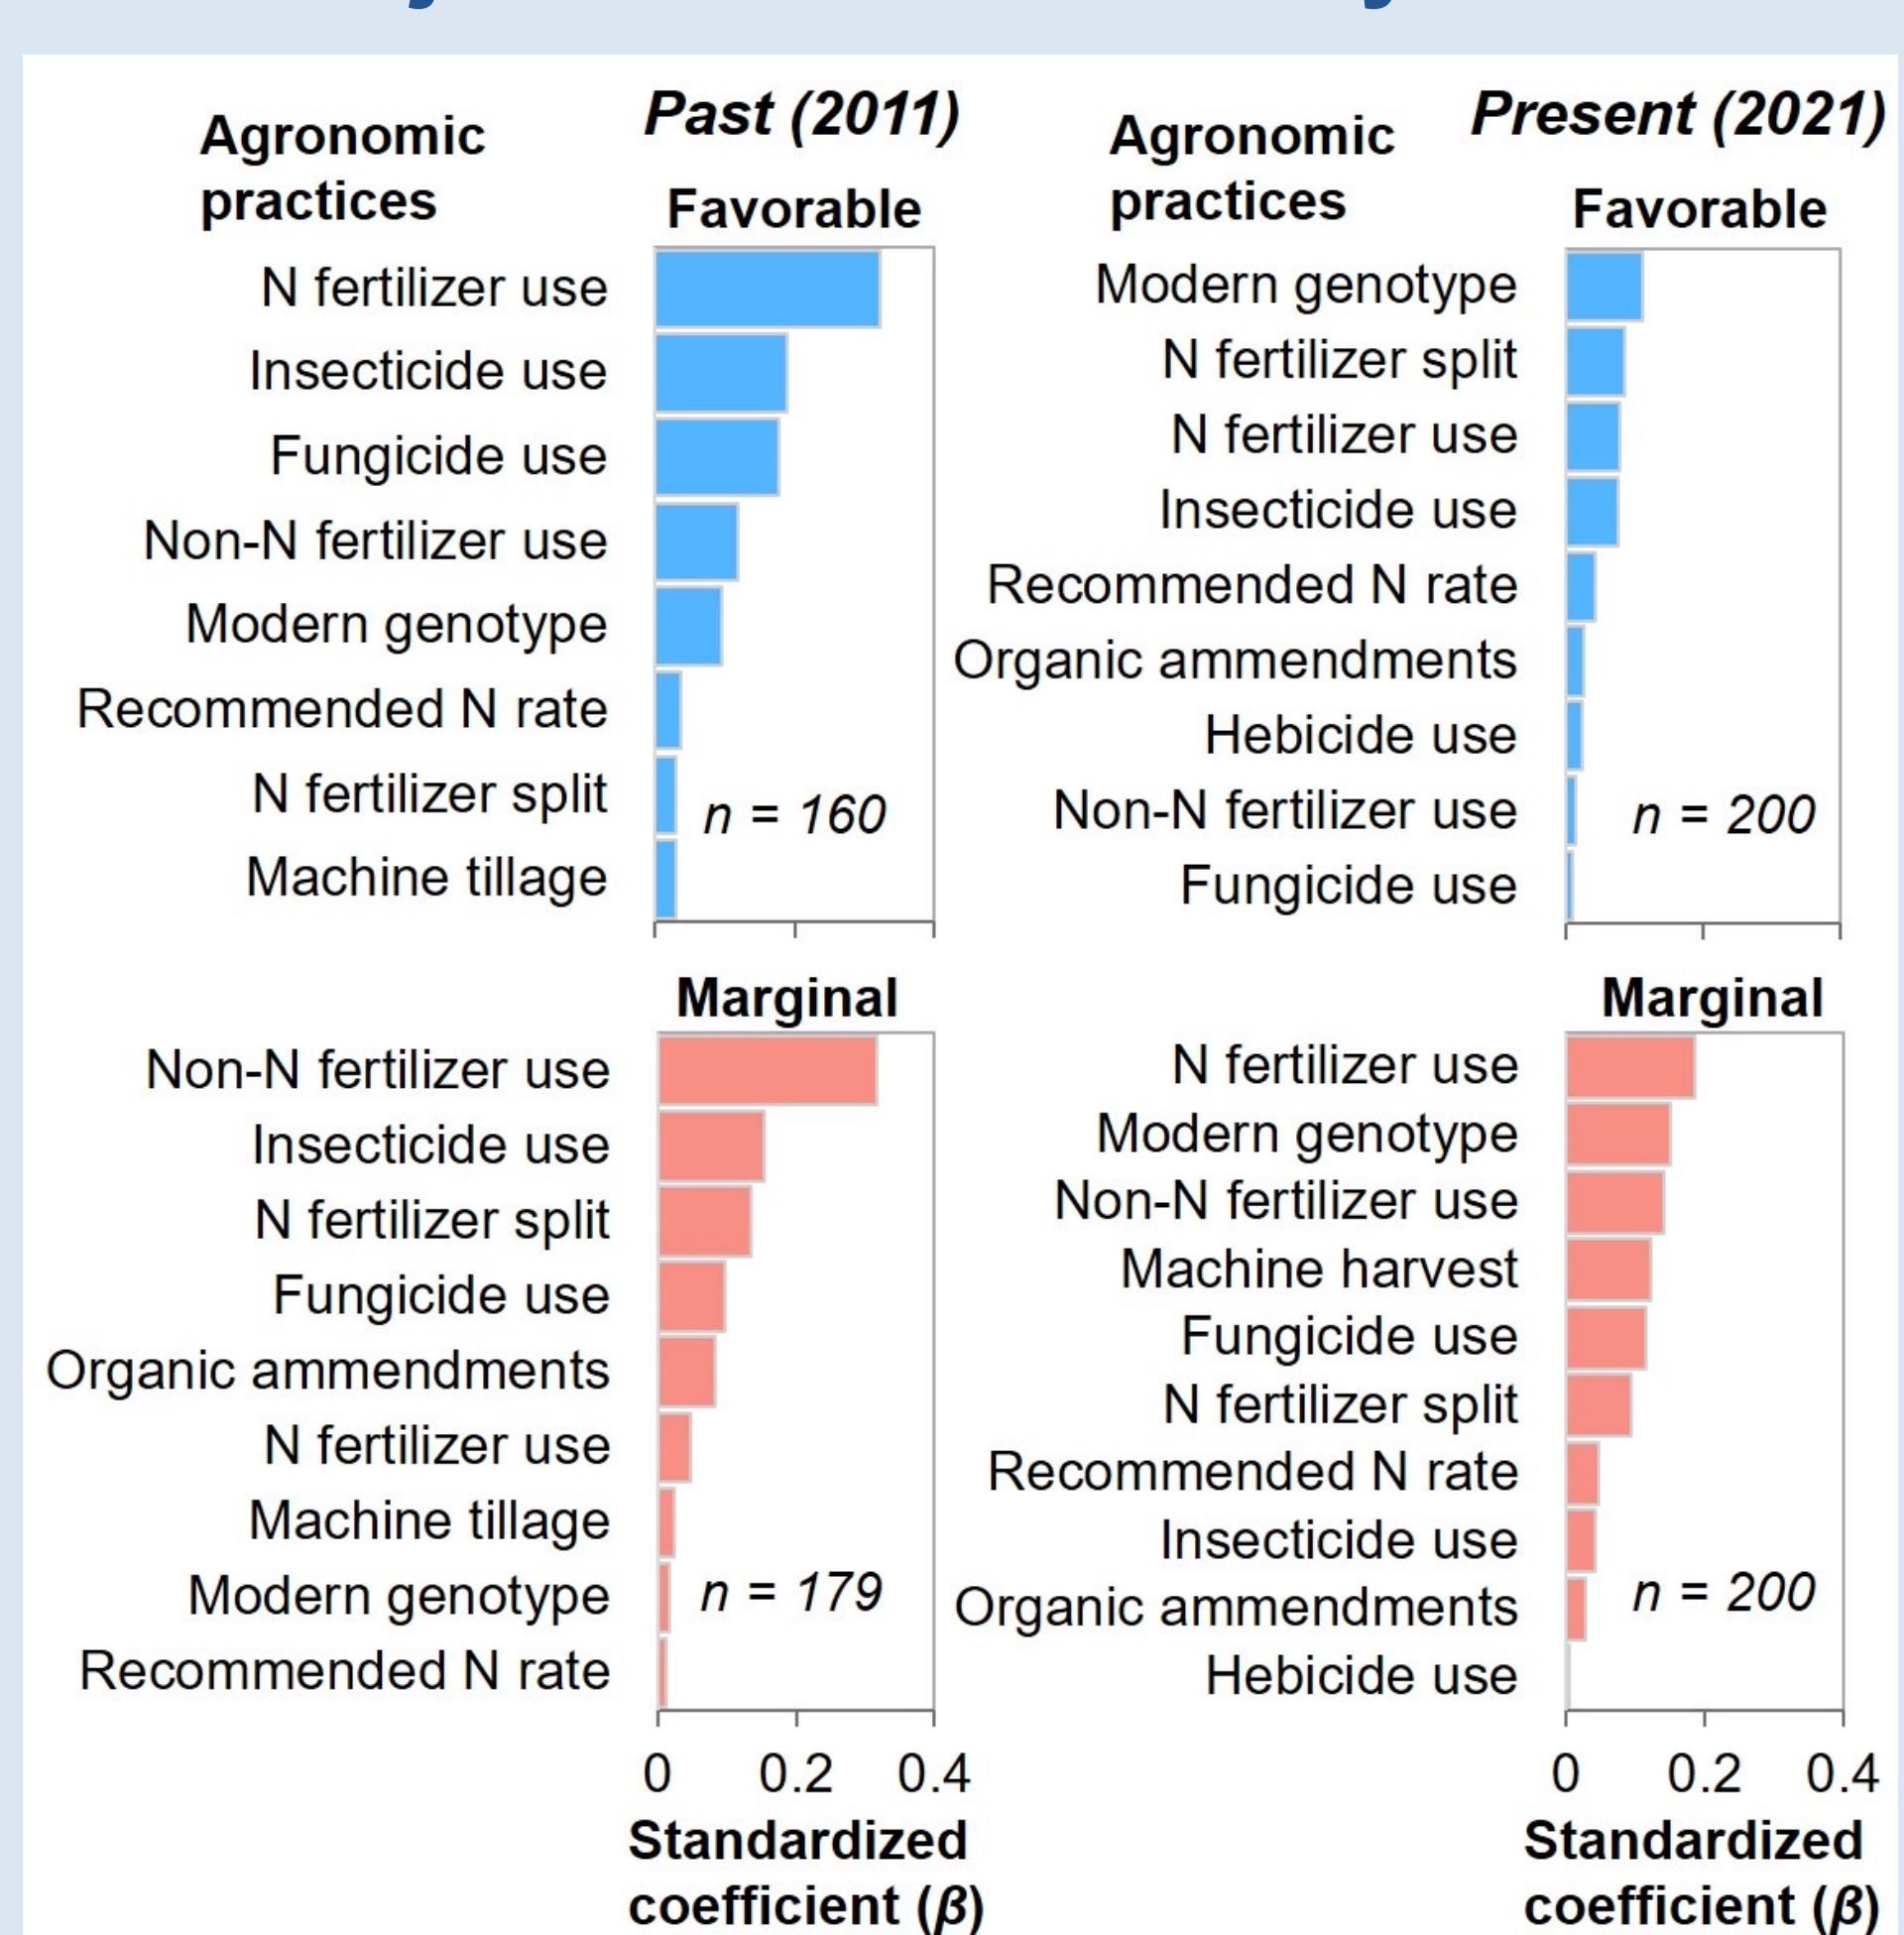 Past (2011)
Agronomic
practices
Favorable
N fertilizer use
Insecticide use
Fungicide use
Non-N fertilizer use
Modern genotype
Recommended N rate
N fertilizer split
n = 160
Machine tillage
Marginal
Non-N fertilizer use
Insecticide use
N fertilizer split
Fungicide use
Organic ammendments
N fertilizer use
Machine tillage
Modern genotype
n = 179
Recommended N rate
0 0.2 0.4
Standardized
coefficient (β)
Present (2021)
Agronomic
practices
Favorable
Modern genotype
N fertilizer split
N fertilizer use
Insecticide use
Recommended N rate
Organic ammendments
Hebicide use
Non-N fertilizer use
n = 200
Fungicide use
Marginal
N fertilizer use
Modern genotype
Non-N fertilizer use
Machine harvest
Fungicide use
N fertilizer split
Recommended N rate
Insecticide use
Organic ammendments
n = 200
Hebicide use
0 0.2 0.4
Standardized
coefficient (β)